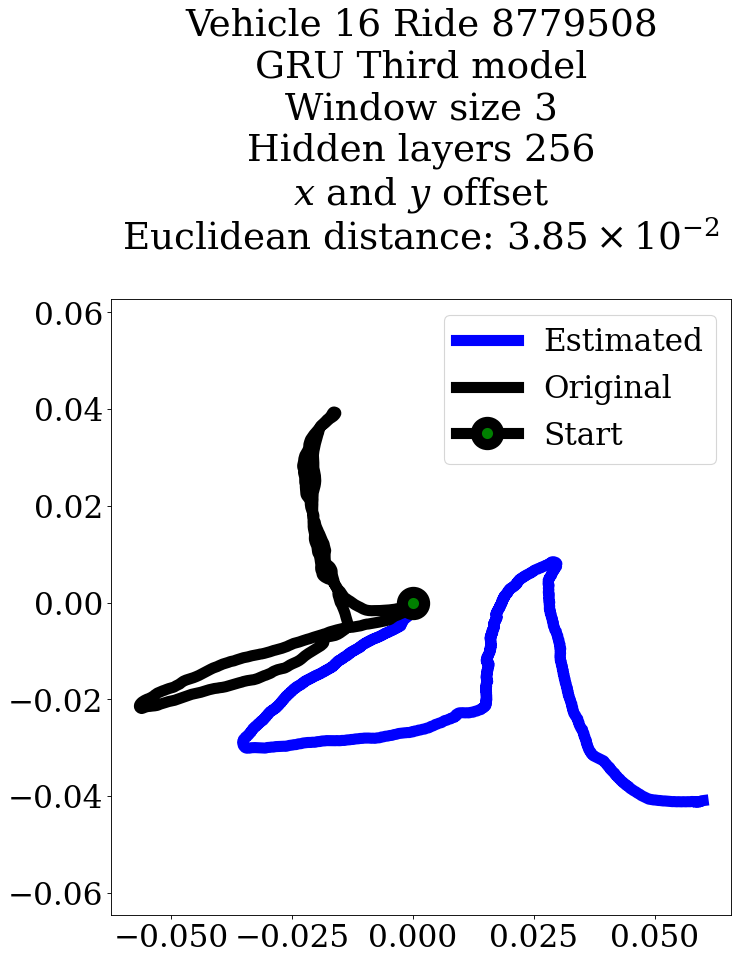 Vehicle 16 Ride 8779508
GRU Third model
Window size 3
Hidden layers 256
x and y offset
Euclidean distance: 3.85 × 10⁻²
Estimated
Original
Start
0.06
0.04
0.02
0.00
−0.02
−0.04
−0.06
−0.050 −0.025 0.000 0.025 0.050